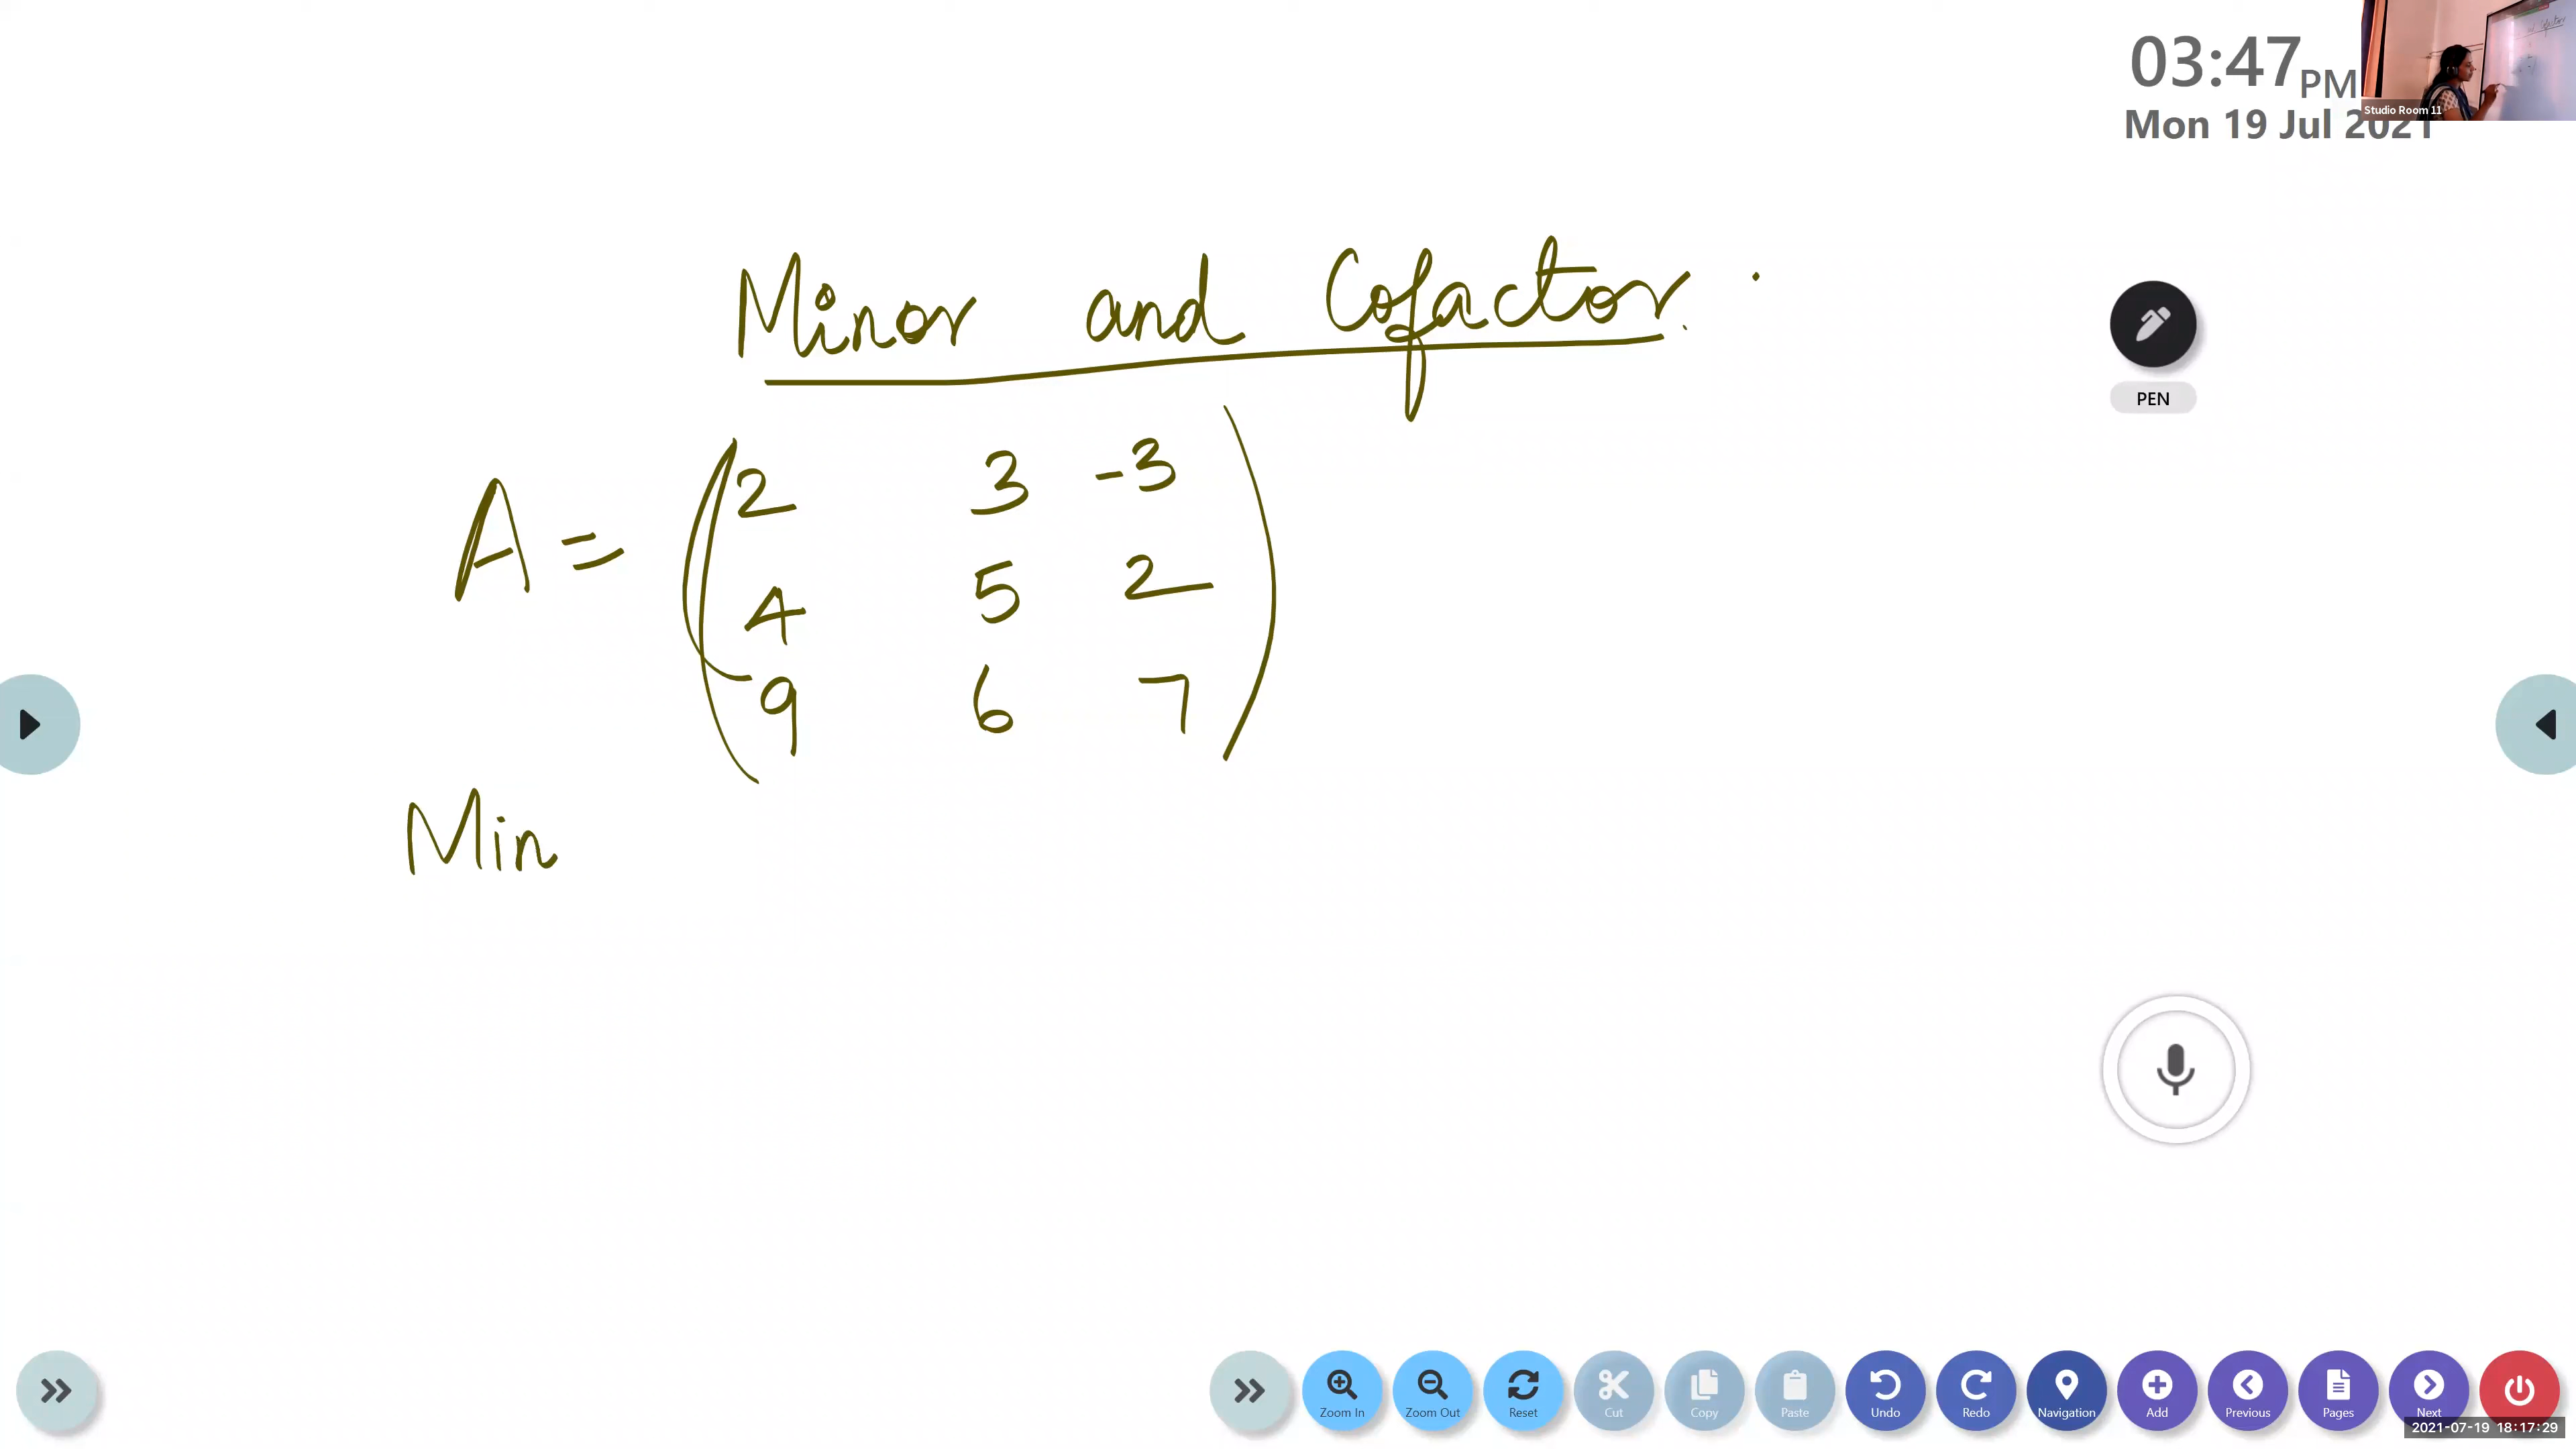 03:47 PM
Mon 19 Jul 2021
Studio Room 11
Minor and Cofactor.
PEN
A = ( 2 3 -3
4 5 2
9 6 7 )
Min
Zoom In Zoom Out Reset Cut Copy Paste Undo Redo Navigation Add Previous Pages Next
2021-07-19 18:17:29